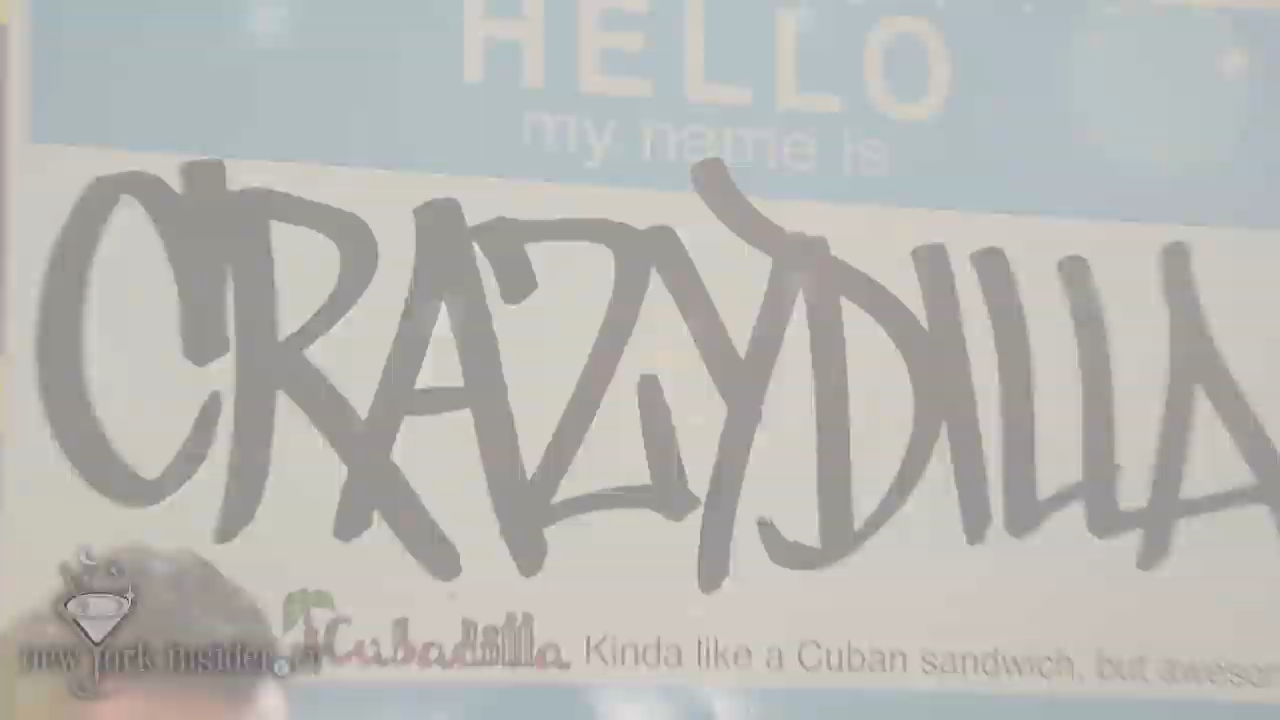 HELLO
my name is
CRAZYDILLA
Cubadilla Kinda like a Cuban sandwich, but
new york insider